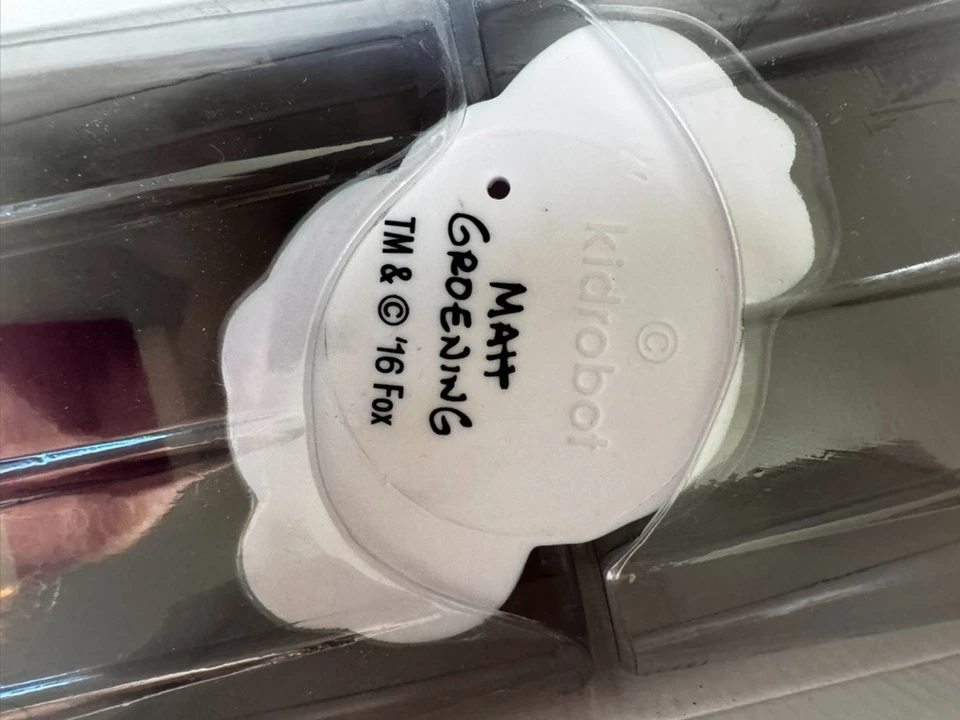 ©
kidrobot
MATT
GROENING
TM & © '16 Fox